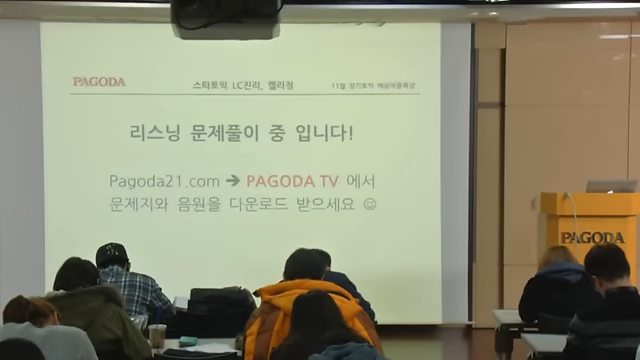 PAGODA 스타토익 LC진리, 켈리정 11월 정기토익 예상적중특강
리스닝 문제풀이 중 입니다!
Pagoda21.com → PAGODA TV 에서
문제지와 음원을 다운로드 받으세요 ☺
PAGODA